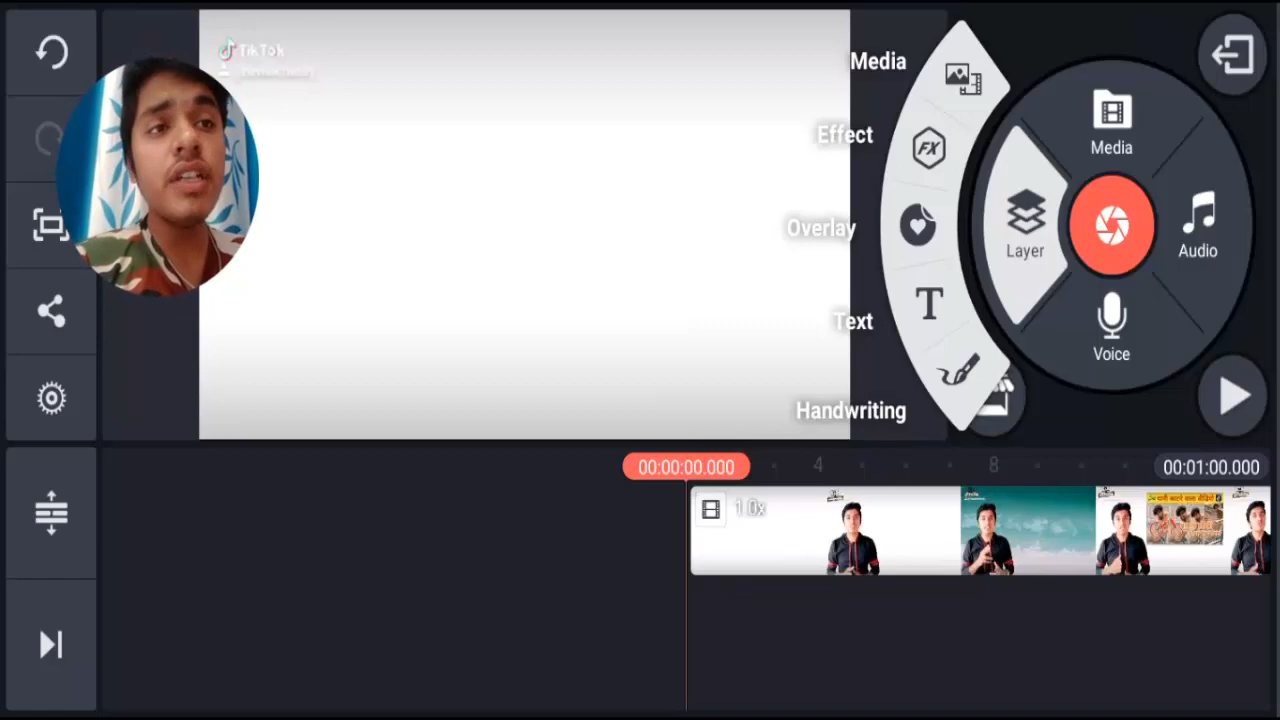 TikTok
Media
Effect
Overlay
Text
Handwriting
FX
T
Media
Layer
Audio
Voice
00:00:00.000
4
8
00:01:00.000
1.0x